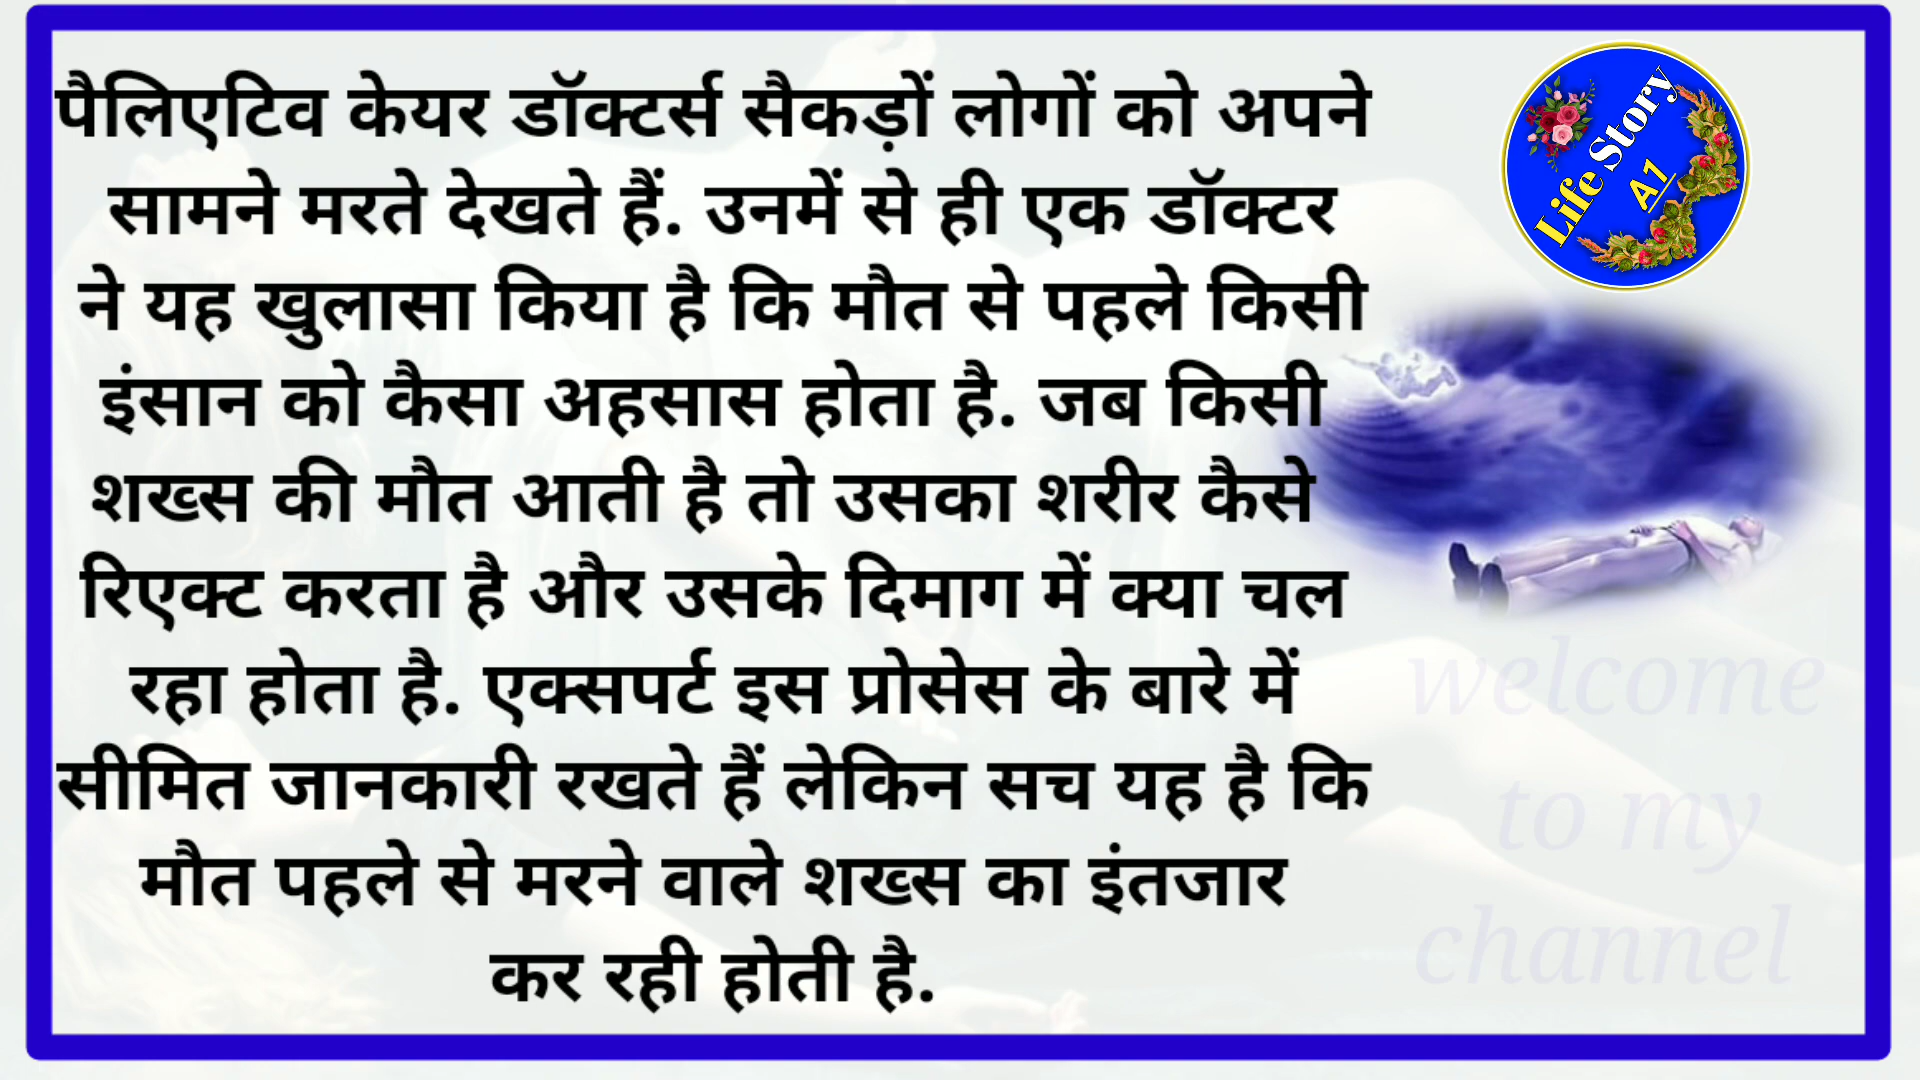 पैलिएटिव केयर डॉक्टर्स सैकड़ों लोगों को अपने
सामने मरते देखते हैं. उनमें से ही एक डॉक्टर
ने यह खुलासा किया है कि मौत से पहले किसी
इंसान को कैसा अहसास होता है. जब किसी
शख्स की मौत आती है तो उसका शरीर कैसे
रिएक्ट करता है और उसके दिमाग में क्या चल
रहा होता है. एक्सपर्ट इस प्रोसेस के बारे में
सीमित जानकारी रखते हैं लेकिन सच यह है कि
मौत पहले से मरने वाले शख्स का इंतजार
कर रही होती है.
Life Story
A1
welcome
to my
channel